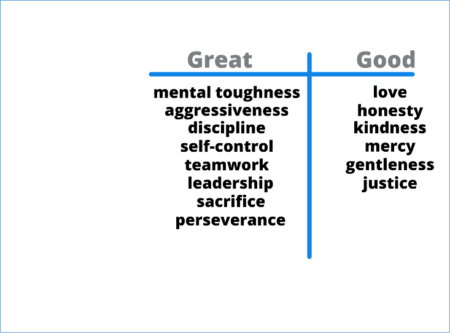 Great
mental toughness
aggressiveness
discipline
self-control
teamwork
leadership
sacrifice
perseverance
Good
love
honesty
kindness
mercy
gentleness
justice